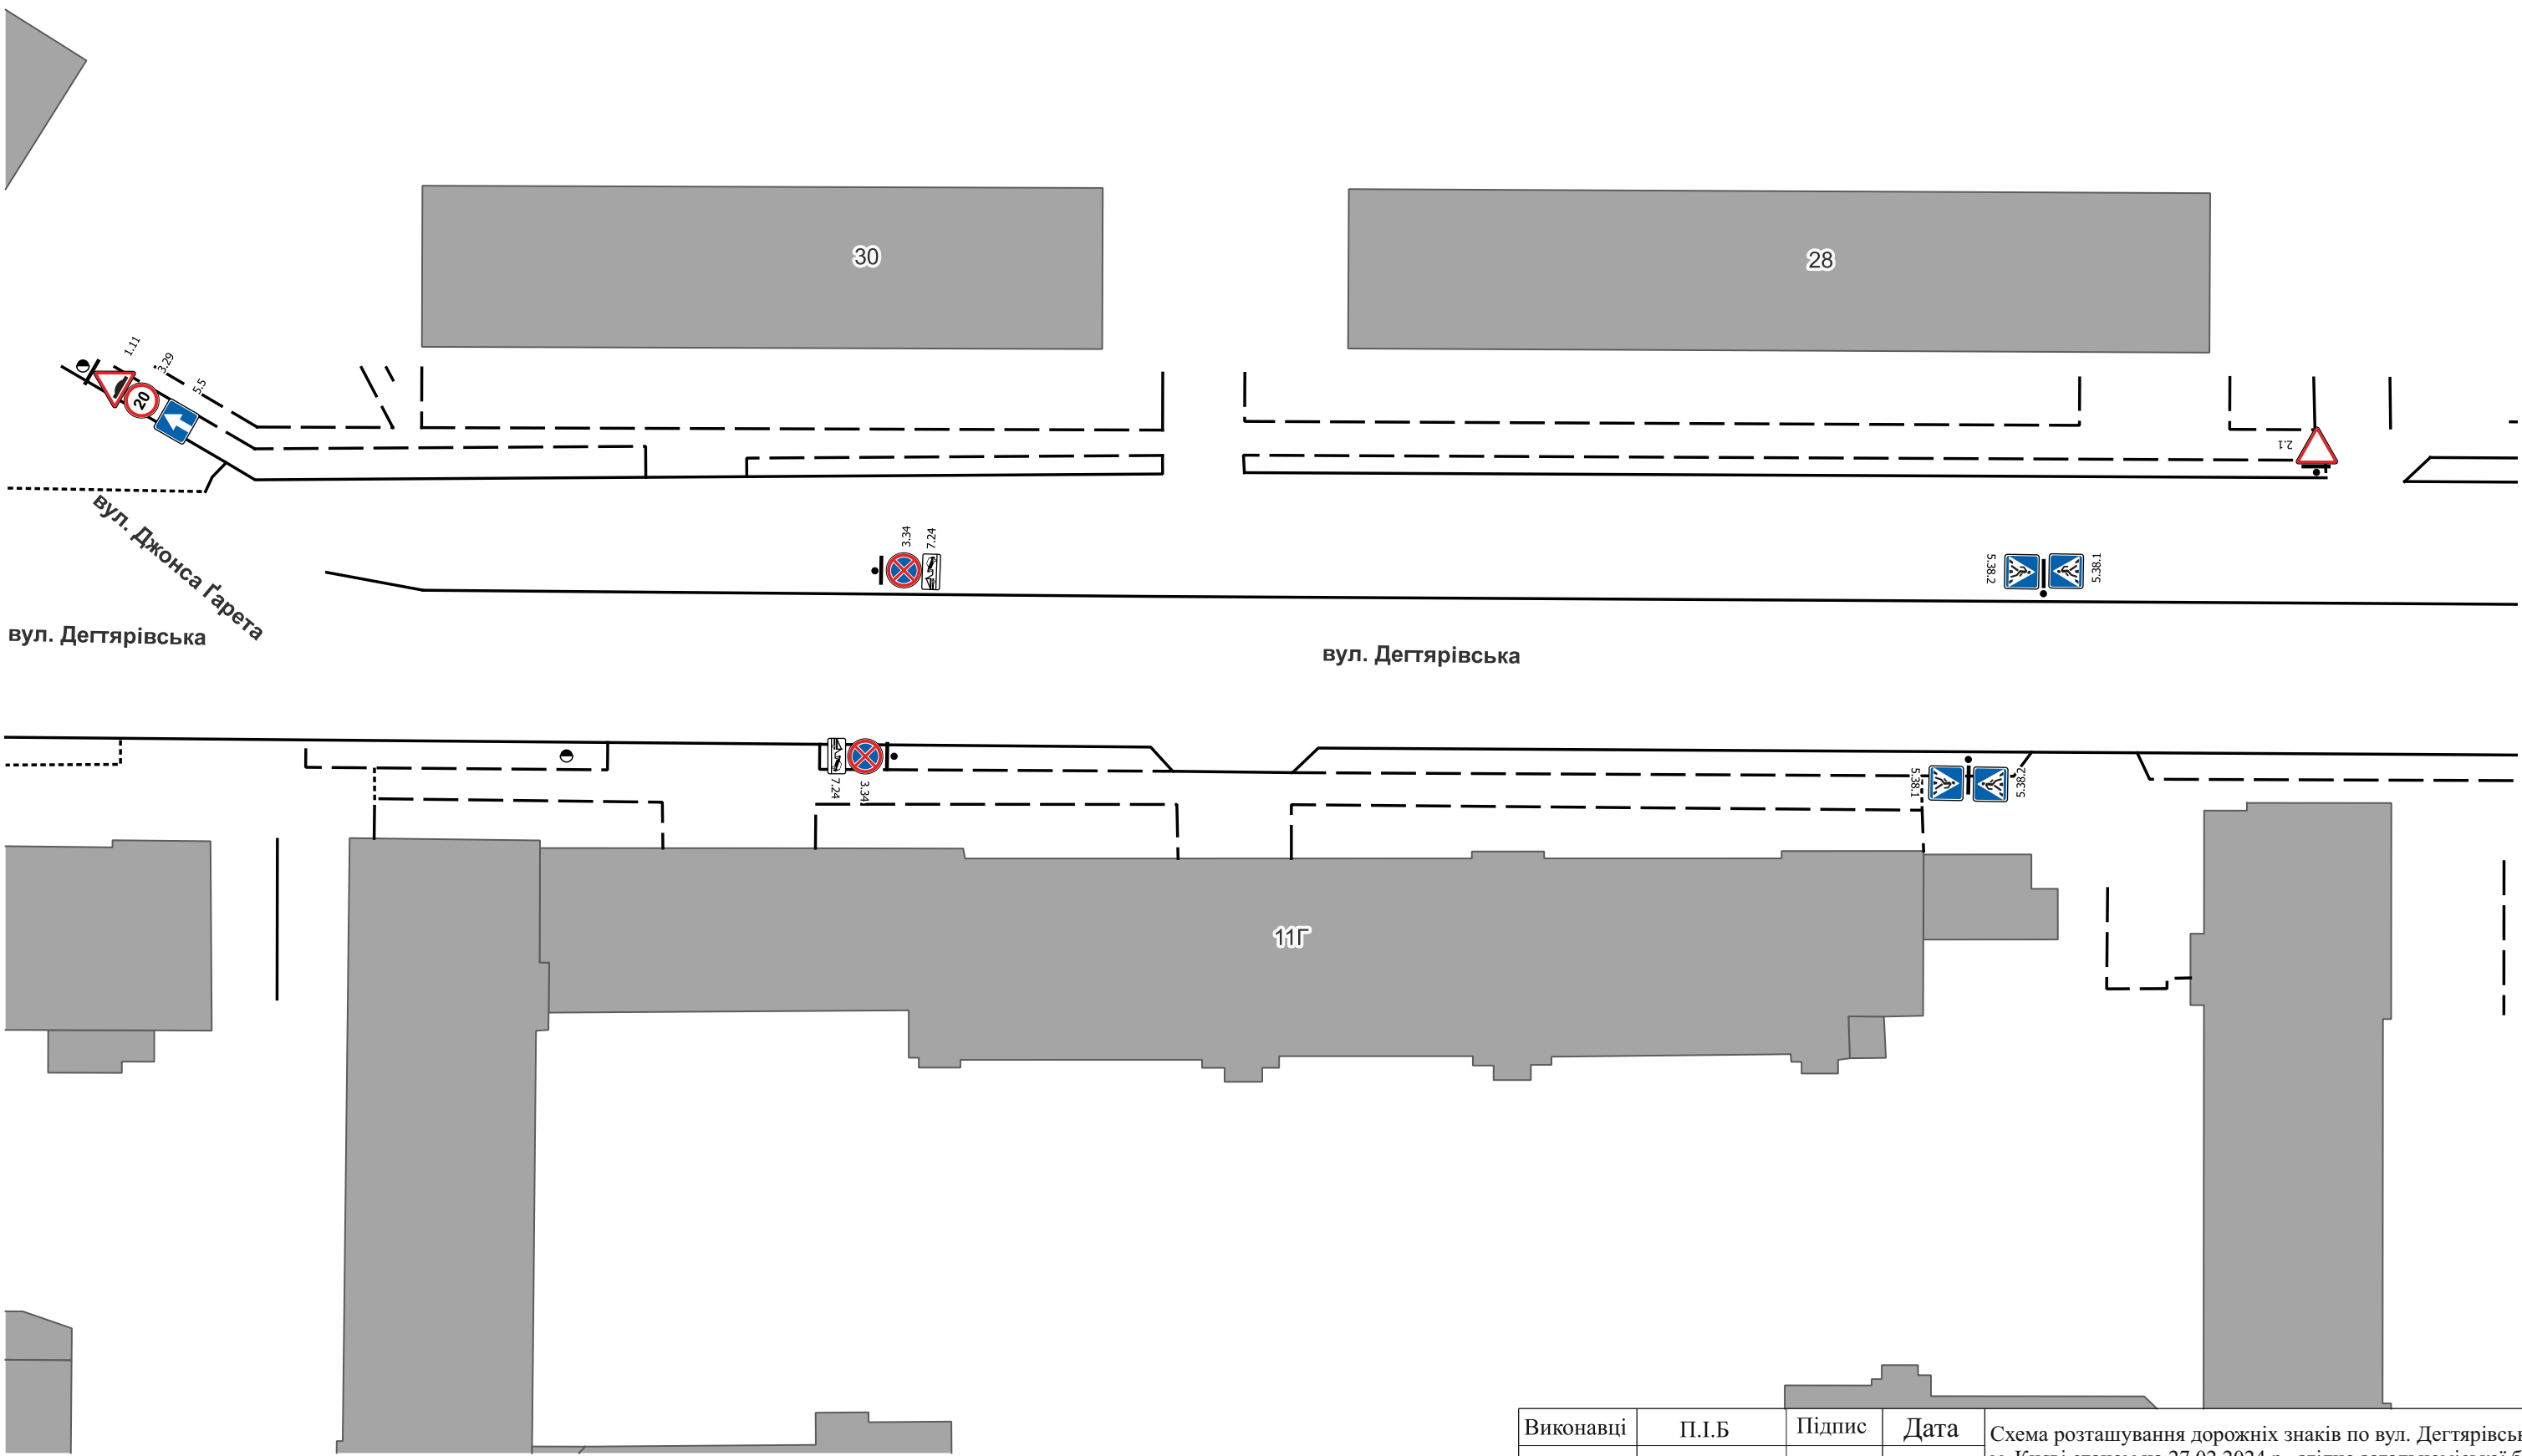 30
28
1.11
3.29
5.5
20
2.1
вул. Джонса Ґарета
3.34
7.24
5.38.2
5.38.1
вул. Дегтярівська
вул. Дегтярівська
7.24
3.34
5.38.1
5.38.2
11Г
Виконавці П.І.Б Підпис Дата
Схема розташування дорожніх знаків по вул. Дегтярівськ